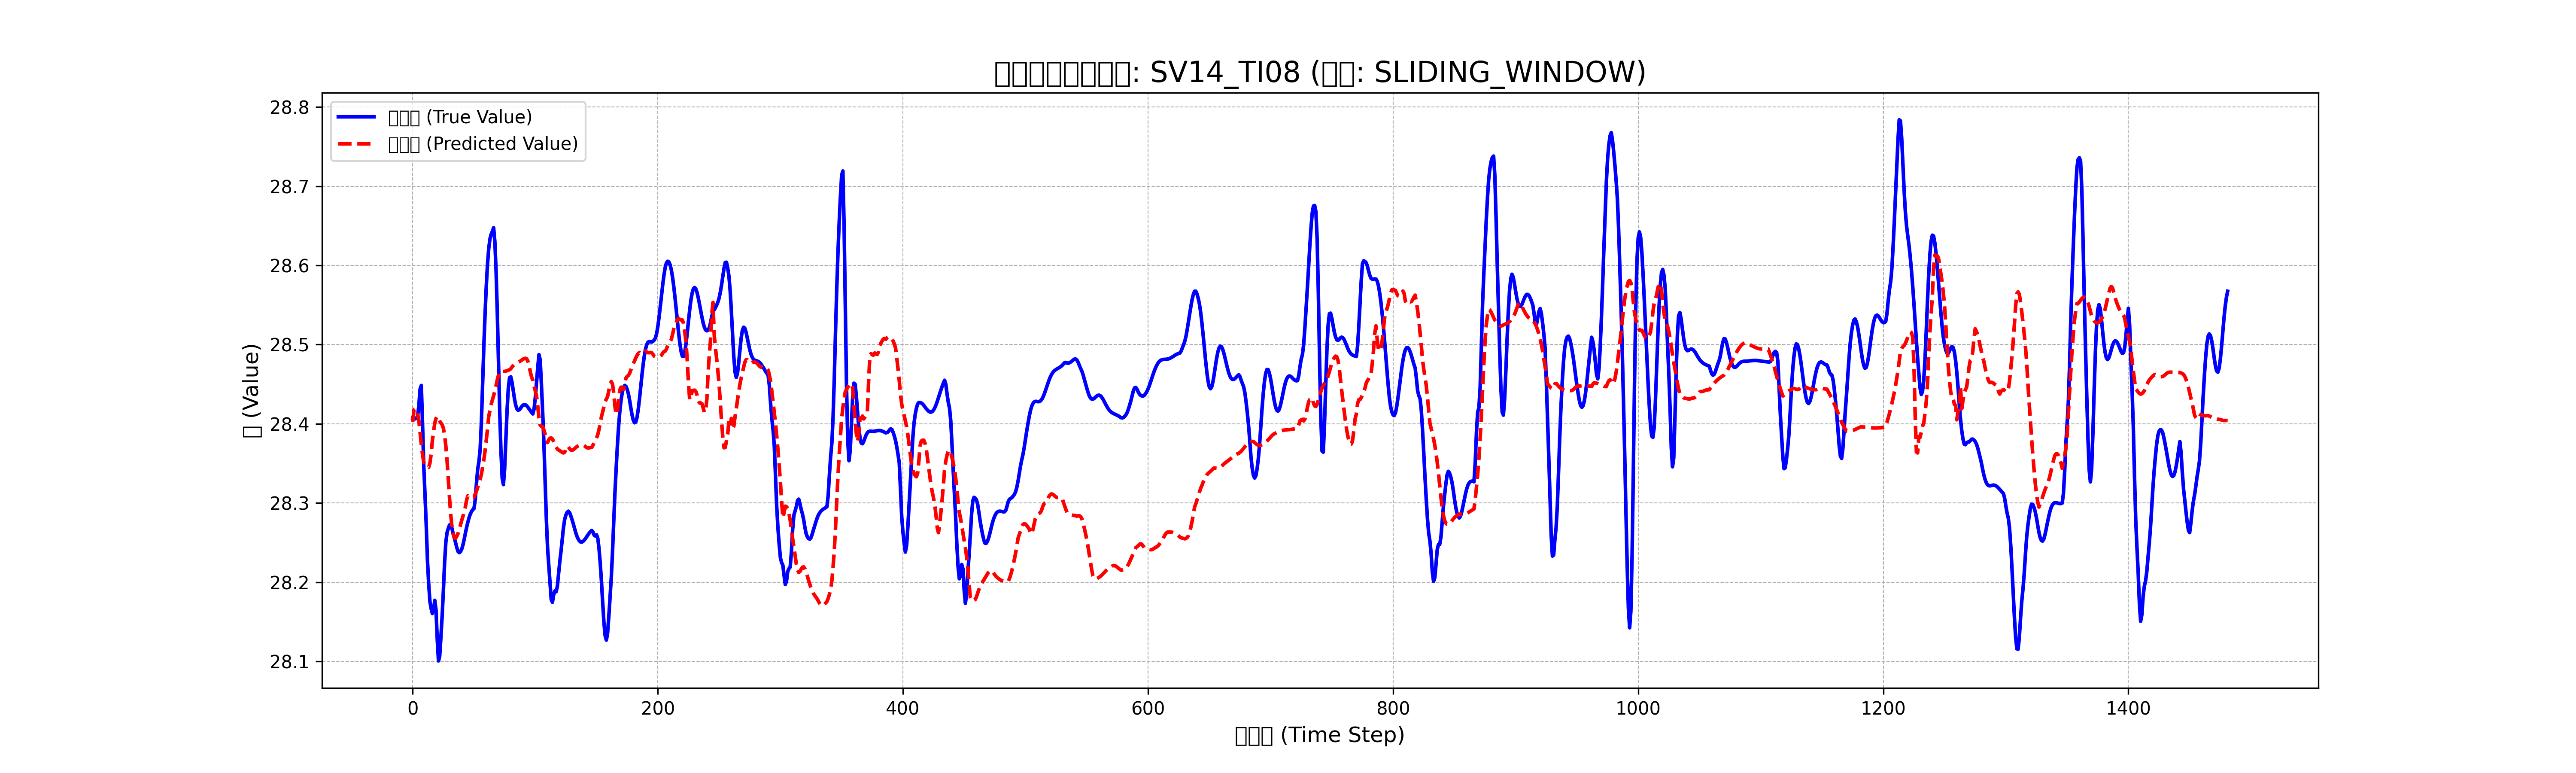 : SV14_TI08 (: SLIDING_WINDOW)
(True Value)
(Predicted Value)
28.8
28.7
28.6
28.5
28.4
28.3
28.2
28.1
(Value)
0 200 400 600 800 1000 1200 1400
(Time Step)